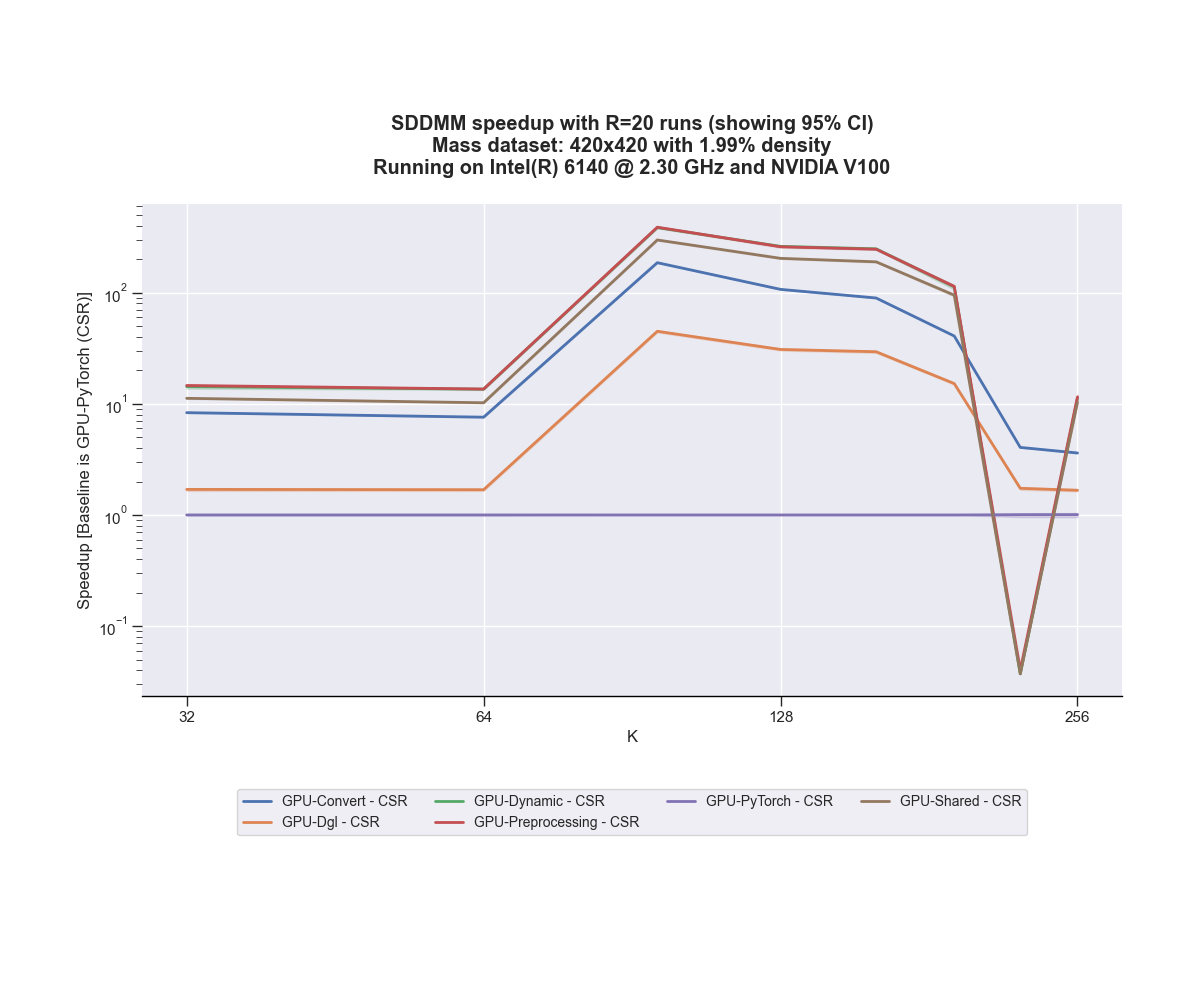 SDDMM speedup with R=20 runs (showing 95% CI)
Mass dataset: 420x420 with 1.99% density
Running on Intel(R) 6140 @ 2.30 GHz and NVIDIA V100
Speedup [Baseline is GPU-PyTorch (CSR)]
10²
10¹
10⁰
10⁻¹
32 64 128 256
K
GPU-Convert - CSR GPU-Dynamic - CSR GPU-PyTorch - CSR GPU-Shared - CSR
GPU-Dgl - CSR GPU-Preprocessing - CSR